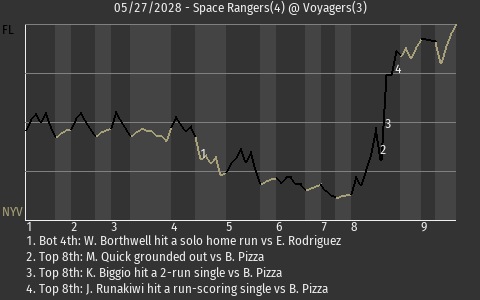 05/27/2028 - Space Rangers(4) @ Voyagers(3)
FL
4
3
1
2
NYV
1 2 3 4 5 6 7 8 9
1. Bot 4th: W. Borthwell hit a solo home run vs E. Rodriguez
2. Top 8th: M. Quick grounded out vs B. Pizza
3. Top 8th: K. Biggio hit a 2-run single vs B. Pizza
4. Top 8th: J. Runakiwi hit a run-scoring single vs B. Pizza